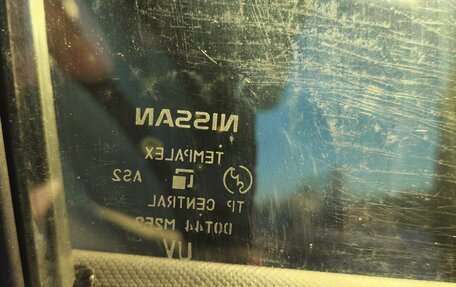 NISSAN
TEMPALEX
AS2
TP CENTRAL
DOT44
UV